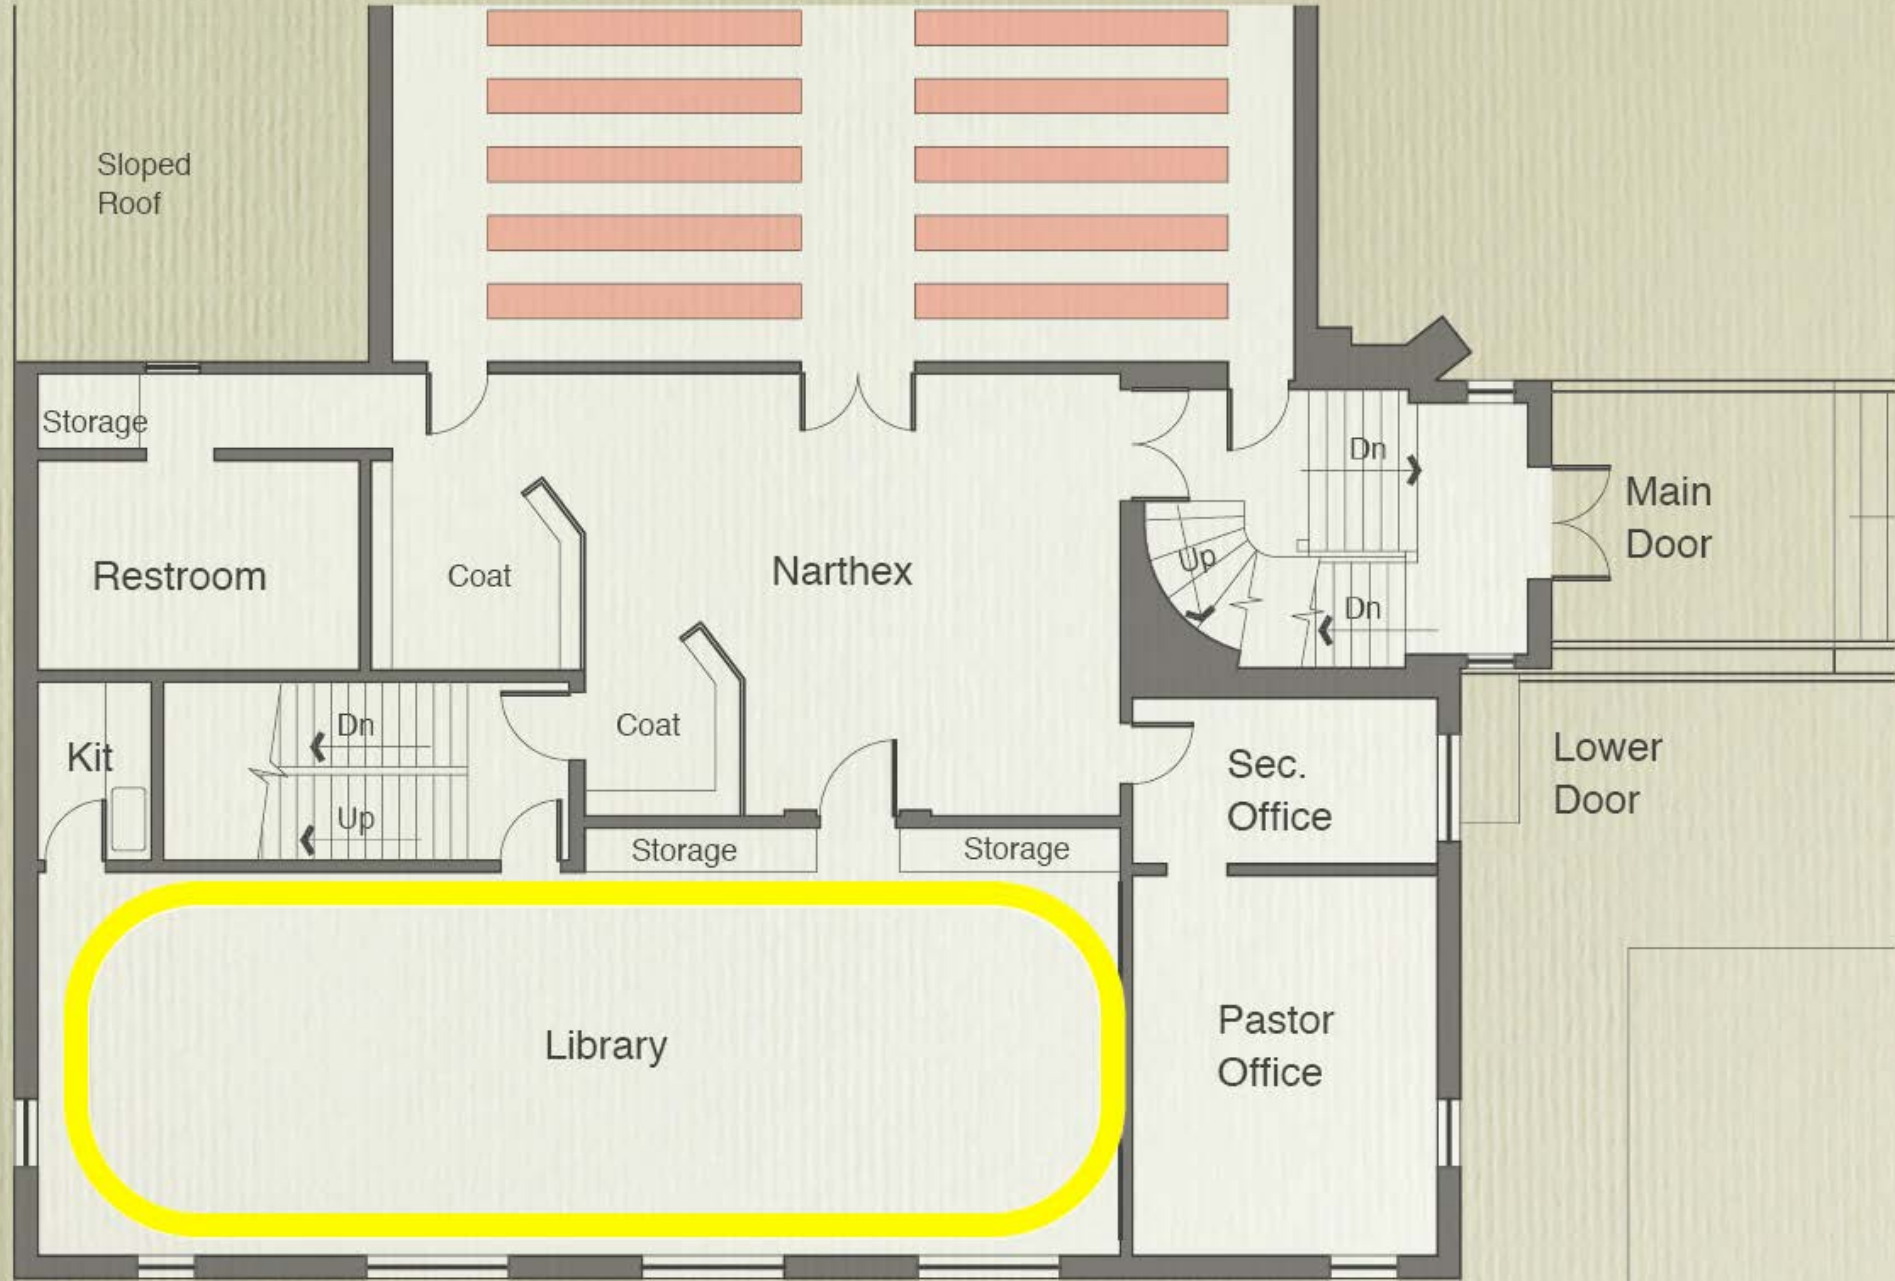 Sloped
Roof
Storage
Restroom
Coat
Narthex
Dn
Up
Dn
Main
Door
Kit
Dn
Up
Coat
Storage
Storage
Sec.
Office
Lower
Door
Library
Pastor
Office